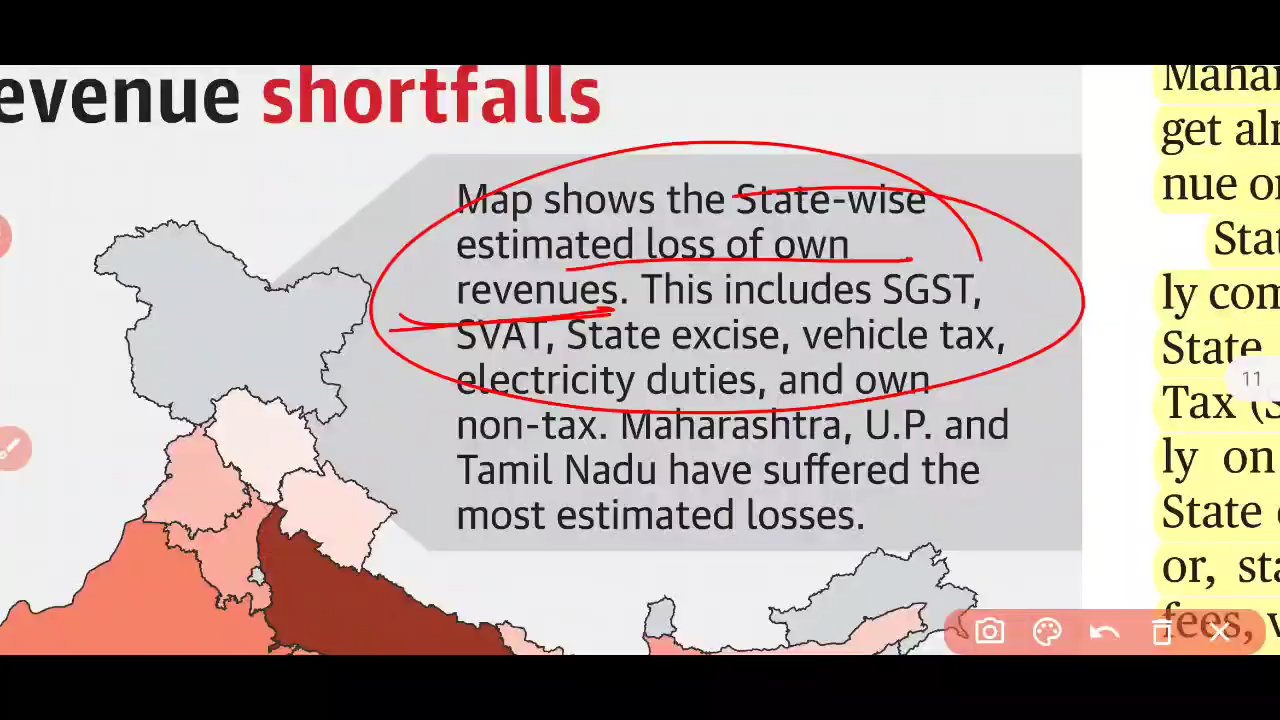 evenue shortfalls
Map shows the State-wise
estimated loss of own
revenues. This includes SGST,
SVAT, State excise, vehicle tax,
electricity duties, and own
non-tax. Maharashtra, U.P. and
Tamil Nadu have suffered the
most estimated losses.
Mahar
get alr
nue o
Stat
ly com
State
Tax (S
ly on
State
or, sta
fees, v
11